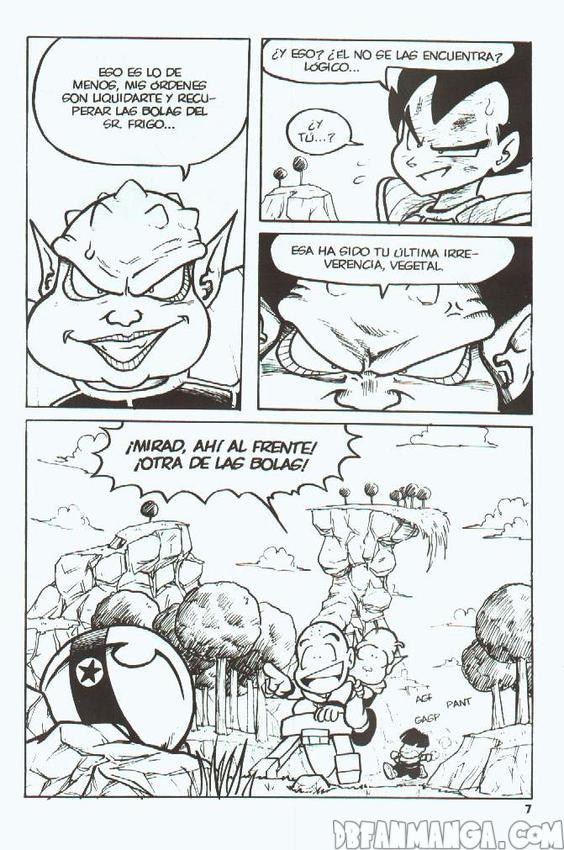 ESO ES LO DE
MENOS, MIS ÓRDENES
SON LIQUIDARTE Y RECU-
PERAR LAS BOLAS DEL
SR. FRIGO...
¿Y ESO? ¿EL NO SE LAS ENCUENTRA?
LÓGICO...
¿Y
TÚ...?
ESA HA SIDO TU ÚLTIMA IRRE-
VERENCIA, VEGETAL.
¡MIRAD, AHÍ AL FRENTE!
¡OTRA DE LAS BOLAS!
AGF PANT
GASP
7
DBFANMANGA.COM